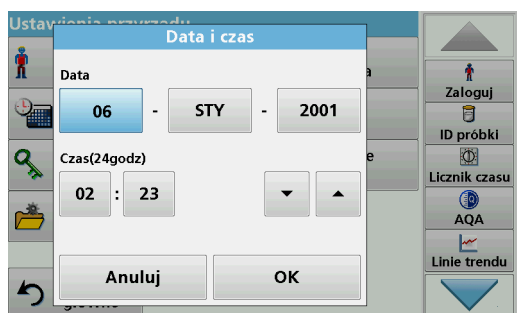 Ustawienia przyrządu
Data i czas
Data
06 - STY - 2001
Czas(24godz)
02 : 23
Anuluj
OK
Zaloguj
ID próbki
Licznik czasu
AQA
Linie trendu